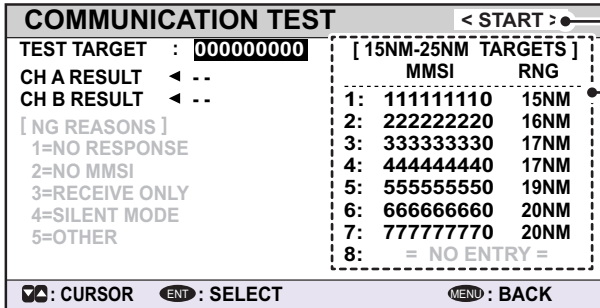 COMMUNICATION TEST < START >
TEST TARGET : 000000000
CH A RESULT ◄ - -
CH B RESULT ◄ - -
[ NG REASONS ]
1=NO RESPONSE
2=NO MMSI
3=RECEIVE ONLY
4=SILENT MODE
5=OTHER
[ 15NM-25NM TARGETS ]
MMSI RNG
1: 111111110 15NM
2: 222222220 16NM
3: 333333330 17NM
4: 444444440 17NM
5: 555555550 19NM
6: 666666660 20NM
7: 777777770 20NM
8: = NO ENTRY =
▼▲ : CURSOR ENT : SELECT MENU : BACK